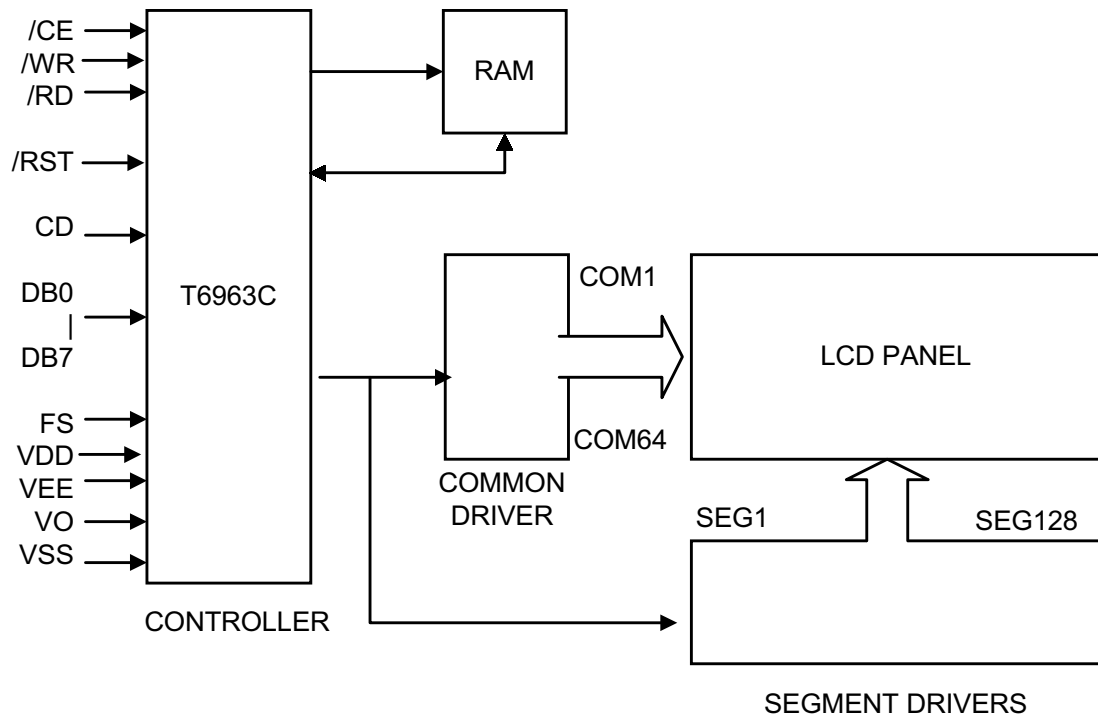 /CE
/WR
/RD
/RST
CD
DB0
|
DB7
FS
VDD
VEE
VO
VSS
T6963C
CONTROLLER
RAM
COMMON
DRIVER
COM1
COM64
LCD PANEL
SEG1
SEG128
SEGMENT DRIVERS